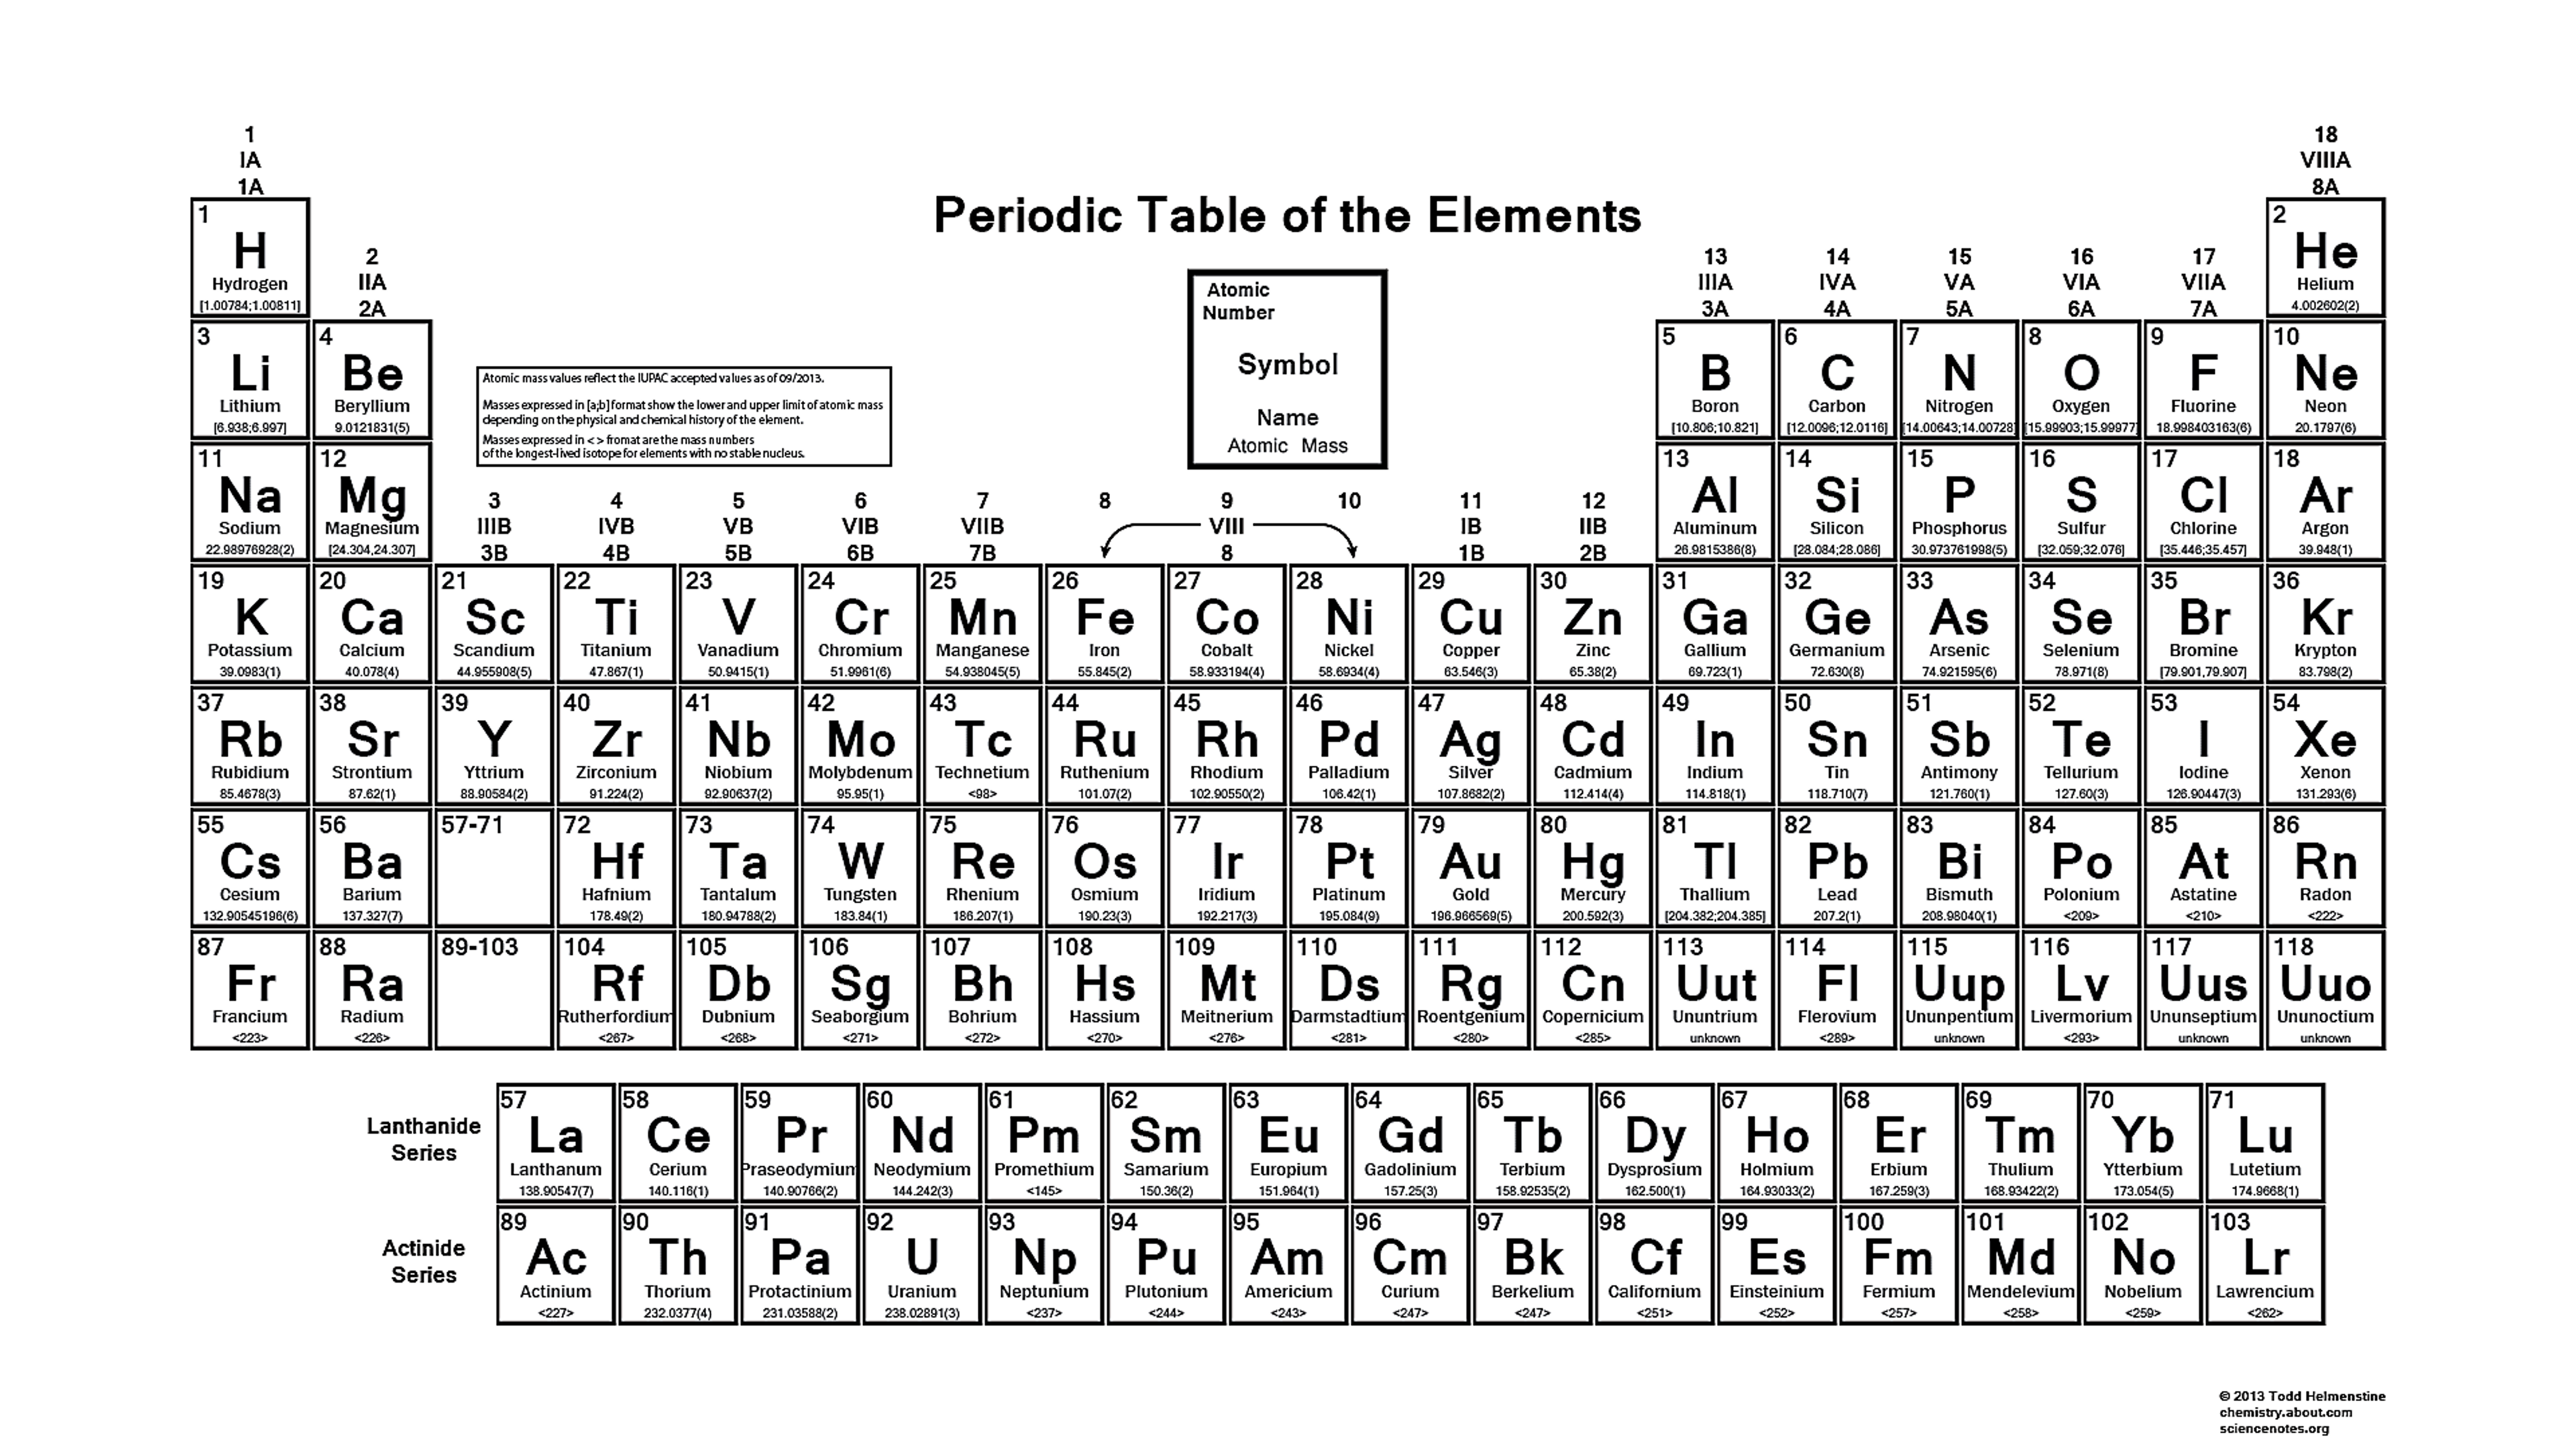 1
IA
1A
18
VIIIA
8A
Periodic Table of the Elements
1
H
Hydrogen
[1.00784;1.00811]
2
He
Helium
4.002602(2)
2
IIA
2A
13
IIIA
3A
14
IVA
4A
15
VA
5A
16
VIA
6A
17
VIIA
7A
Atomic
Number
Symbol
Name
Atomic Mass
3
Li
Lithium
[6.938;6.997]
4
Be
Beryllium
9.0121831(5)
Atomic mass values reflect the IUPAC accepted values as of 09/2013.
Masses expressed in [a;b] format show the lower and upper limit of atomic mass
depending on the physical and chemical history of the element.
Masses expressed in < > fromat are the mass numbers
of the longest-lived isotope for elements with no stable nucleus.
5
B
Boron
[10.806;10.821]
6
C
Carbon
[12.0096;12.0116]
7
N
Nitrogen
[14.00643;14.00728]
8
O
Oxygen
[15.99903;15.99977]
9
F
Fluorine
18.998403163(6)
10
Ne
Neon
20.1797(6)
11
Na
Sodium
22.98976928(2)
12
Mg
Magnesium
[24.304,24.307]
3
IIIB
3B
4
IVB
4B
5
VB
5B
6
VIB
6B
7
VIIB
7B
8
9
10
VIII
8
11
IB
1B
12
IIB
2B
13
Al
Aluminum
26.9815386(8)
14
Si
Silicon
[28.084;28.086]
15
P
Phosphorus
30.973761998(5)
16
S
Sulfur
[32.059;32.076]
17
Cl
Chlorine
[35.446;35.457]
18
Ar
Argon
39.948(1)
19
K
Potassium
39.0983(1)
20
Ca
Calcium
40.078(4)
21
Sc
Scandium
44.955908(5)
22
Ti
Titanium
47.867(1)
23
V
Vanadium
50.9415(1)
24
Cr
Chromium
51.9961(6)
25
Mn
Manganese
54.938045(5)
26
Fe
Iron
55.845(2)
27
Co
Cobalt
58.933194(4)
28
Ni
Nickel
58.6934(4)
29
Cu
Copper
63.546(3)
30
Zn
Zinc
65.38(2)
31
Ga
Gallium
69.723(1)
32
Ge
Germanium
72.630(8)
33
As
Arsenic
74.921595(6)
34
Se
Selenium
78.971(8)
35
Br
Bromine
[79.901,79.907]
36
Kr
Krypton
83.798(2)
37
Rb
Rubidium
85.4678(3)
38
Sr
Strontium
87.62(1)
39
Y
Yttrium
88.90584(2)
40
Zr
Zirconium
91.224(2)
41
Nb
Niobium
92.90637(2)
42
Mo
Molybdenum
95.95(1)
43
Tc
Technetium
<98>
44
Ru
Ruthenium
101.07(2)
45
Rh
Rhodium
102.90550(2)
46
Pd
Palladium
106.42(1)
47
Ag
Silver
107.8682(2)
48
Cd
Cadmium
112.414(4)
49
In
Indium
114.818(1)
50
Sn
Tin
118.710(7)
51
Sb
Antimony
121.760(1)
52
Te
Tellurium
127.60(3)
53
I
Iodine
126.90447(3)
54
Xe
Xenon
131.293(6)
55
Cs
Cesium
132.90545196(6)
56
Ba
Barium
137.327(7)
57-71
72
Hf
Hafnium
178.49(2)
73
Ta
Tantalum
180.94788(2)
74
W
Tungsten
183.84(1)
75
Re
Rhenium
186.207(1)
76
Os
Osmium
190.23(3)
77
Ir
Iridium
192.217(3)
78
Pt
Platinum
195.084(9)
79
Au
Gold
196.966569(5)
80
Hg
Mercury
200.592(3)
81
Tl
Thallium
[204.382;204.385]
82
Pb
Lead
207.2(1)
83
Bi
Bismuth
208.98040(1)
84
Po
Polonium
<209>
85
At
Astatine
<210>
86
Rn
Radon
<222>
87
Fr
Francium
<223>
88
Ra
Radium
<226>
89-103
104
Rf
Rutherfordium
<267>
105
Db
Dubnium
<268>
106
Sg
Seaborgium
<271>
107
Bh
Bohrium
<272>
108
Hs
Hassium
<270>
109
Mt
Meitnerium
<276>
110
Ds
Darmstadtium
<281>
111
Rg
Roentgenium
<280>
112
Cn
Copernicium
<285>
113
Uut
Ununtrium
unknown
114
Fl
Flerovium
<289>
115
Uup
Ununpentium
unknown
116
Lv
Livermorium
<293>
117
Uus
Ununseptium
unknown
118
Uuo
Ununoctium
unknown
Lanthanide
Series
57
La
Lanthanum
138.90547(7)
58
Ce
Cerium
140.116(1)
59
Pr
Praseodymium
140.90766(2)
60
Nd
Neodymium
144.242(3)
61
Pm
Promethium
<145>
62
Sm
Samarium
150.36(2)
63
Eu
Europium
151.964(1)
64
Gd
Gadolinium
157.25(3)
65
Tb
Terbium
158.92535(2)
66
Dy
Dysprosium
162.500(1)
67
Ho
Holmium
164.93033(2)
68
Er
Erbium
167.259(3)
69
Tm
Thulium
168.93422(2)
70
Yb
Ytterbium
173.054(5)
71
Lu
Lutetium
174.9668(1)
Actinide
Series
89
Ac
Actinium
<227>
90
Th
Thorium
232.0377(4)
91
Pa
Protactinium
231.03588(2)
92
U
Uranium
238.02891(3)
93
Np
Neptunium
<237>
94
Pu
Plutonium
<244>
95
Am
Americium
<243>
96
Cm
Curium
<247>
97
Bk
Berkelium
<247>
98
Cf
Californium
<251>
99
Es
Einsteinium
<252>
100
Fm
Fermium
<257>
101
Md
Mendelevium
<258>
102
No
Nobelium
<259>
103
Lr
Lawrencium
<262>
© 2013 Todd Helmenstine
chemistry.about.com
sciencenotes.org